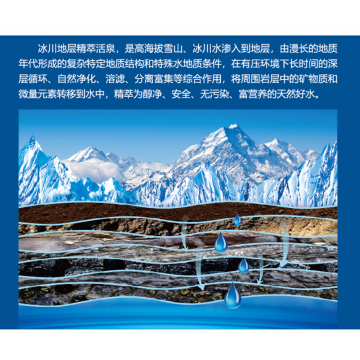 冰川地层精萃活泉，是高海拔雪山、冰川水渗入到地层，由漫长的地质
年代形成的复杂特定地质结构和特殊水地质条件，在有压环境下长时间的深
层循环、自然净化、溶滤、分离富集等综合作用，将周围岩层中的矿物质和
微量元素转移到水中，精萃为醇净、安全、无污染、富营养的天然好水。